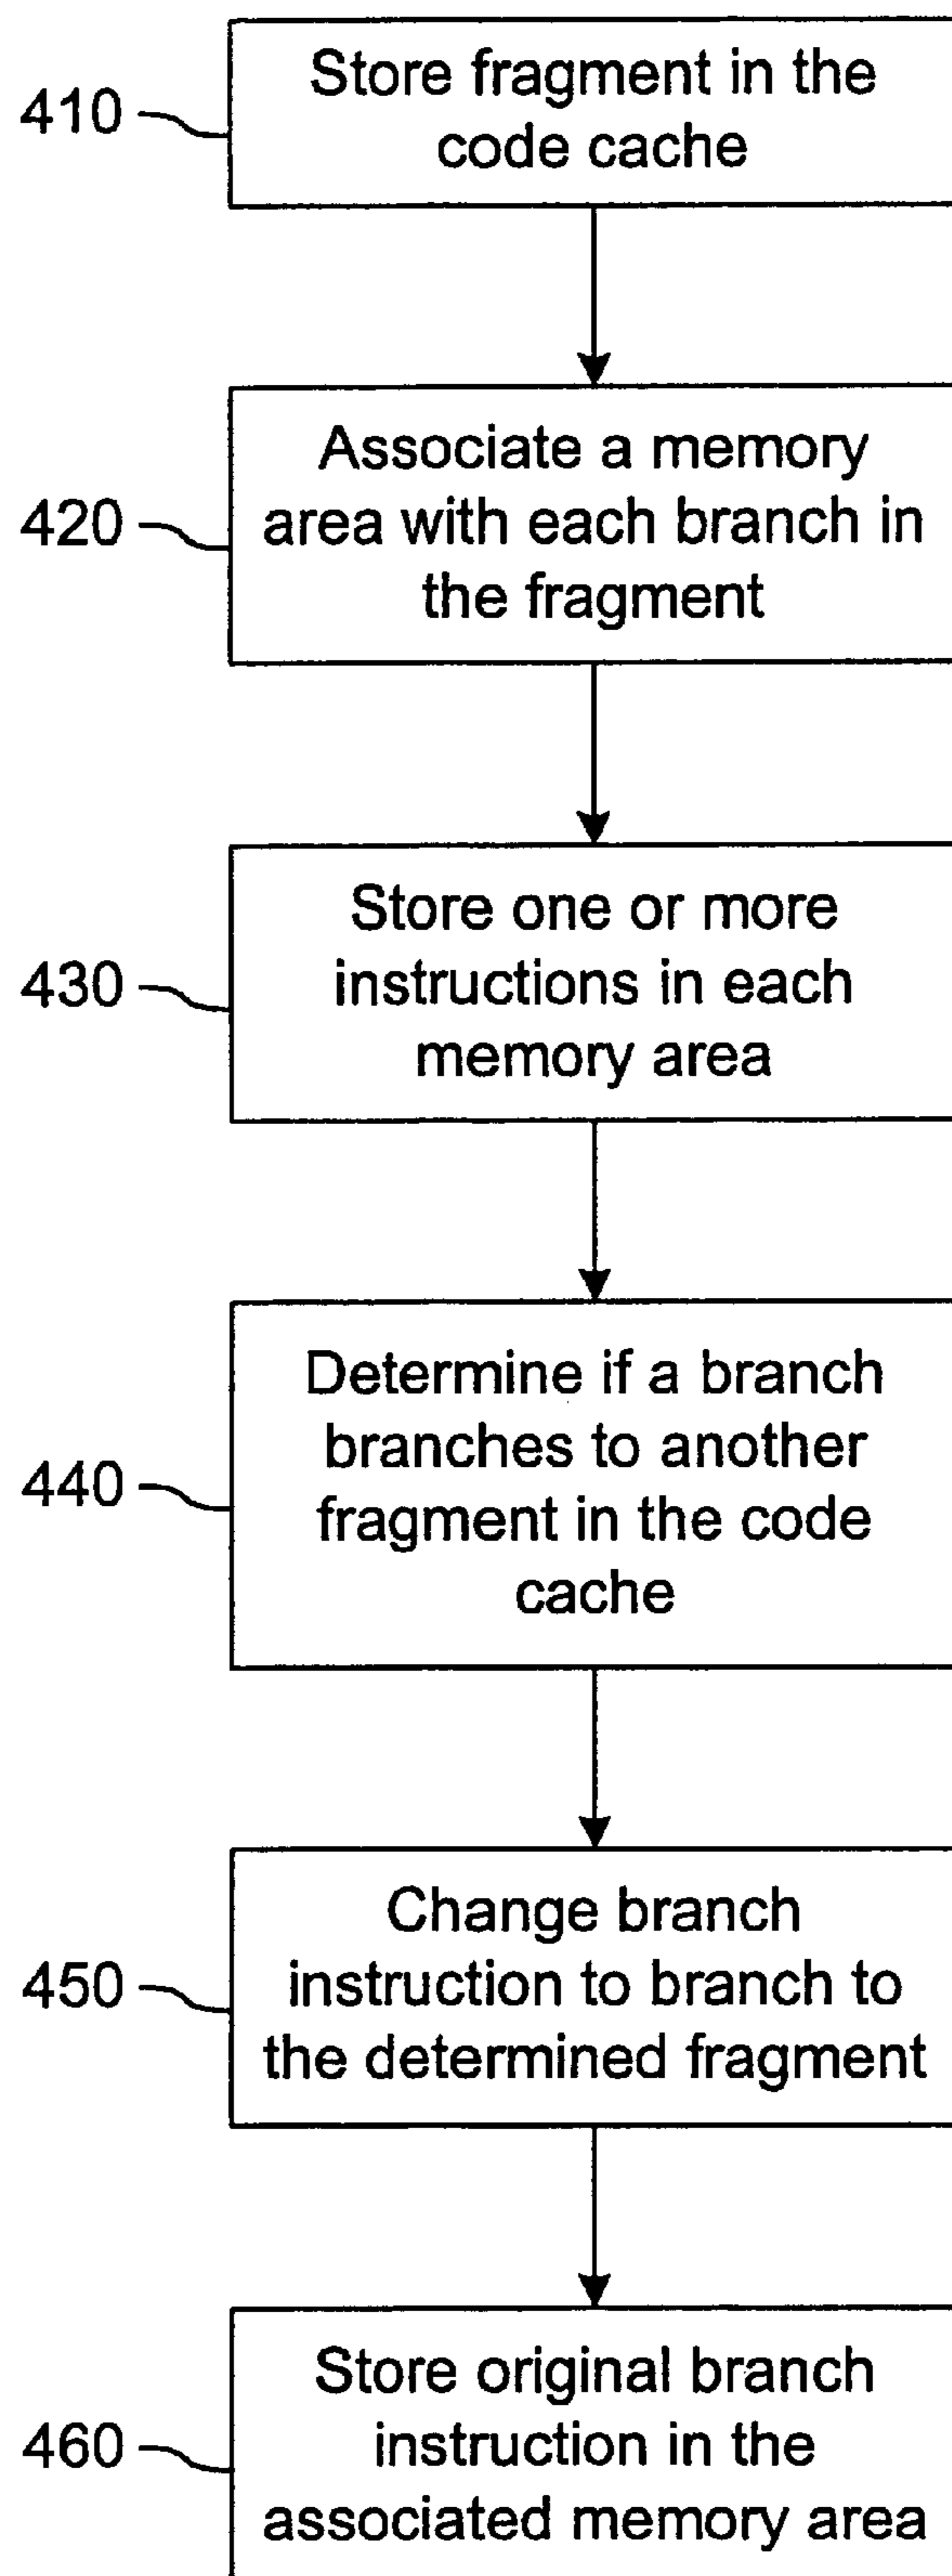 Store fragment in the
code cache
410
Associate a memory
area with each branch in
the fragment
420
Store one or more
instructions in each
memory area
430
Determine if a branch
branches to another
fragment in the code
cache
440
Change branch
instruction to branch to
the determined fragment
450
Store original branch
instruction in the
associated memory area
460